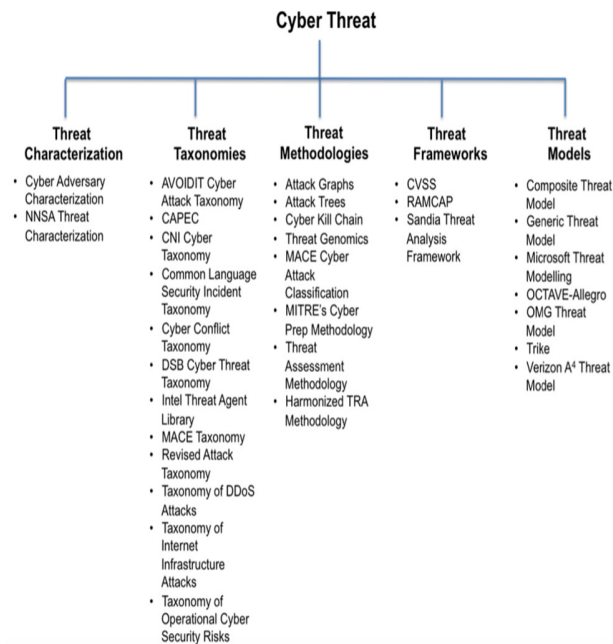 Cyber Threat
Threat
Characterization
• Cyber Adversary
Characterization
• NNSA Threat
Characterization
Threat
Taxonomies
• AVOIDIT Cyber
Attack Taxonomy
• CAPEC
• CNI Cyber
Taxonomy
• Common Language
Security Incident
Taxonomy
• Cyber Conflict
Taxonomy
• DSB Cyber Threat
Taxonomy
• Intel Threat Agent
Library
• MACE Taxonomy
• Revised Attack
Taxonomy
• Taxonomy of DDoS
Attacks
• Taxonomy of
Internet
Infrastructure
Attacks
• Taxonomy of
Operational Cyber
Security Risks
Threat
Methodologies
• Attack Graphs
• Attack Trees
• Cyber Kill Chain
• Threat Genomics
• MACE Cyber
Attack
Classification
• MITRE's Cyber
Prep Methodology
• Threat
Assessment
Methodology
• Harmonized TRA
Methodology
Threat
Frameworks
• CVSS
• RAMCAP
• Sandia Threat
Analysis
Framework
Threat
Models
• Composite Threat
Model
• Generic Threat
Model
• Microsoft Threat
Modelling
• OCTAVE-Allegro
• OMG Threat
Model
• Trike
• Verizon A⁴ Threat
Model